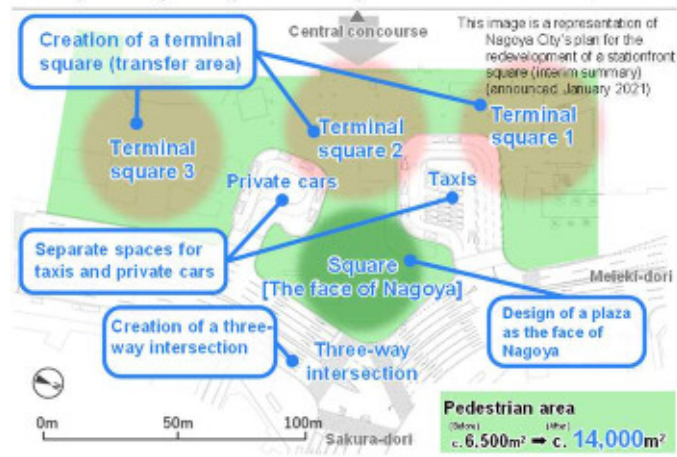 Creation of a terminal
square (transfer area)
Central concourse
This image is a representation of
Nagoya City's plan for the
redevelopment of a stationfront
square (interim summary)
(announced January 2021)
Terminal
square 3
Terminal
square 2
Terminal
square 1
Private cars
Taxis
Separate spaces for
taxis and private cars
Square
[The face of Nagoya]
Meieki-dori
Creation of a three-
way intersection
Three-way
intersection
Design of a plaza
as the face of
Nagoya
0m 50m 100m
Sakura-dori
Pedestrian area
(Before) (After)
c. 6,500m² ➡ c. 14,000m²